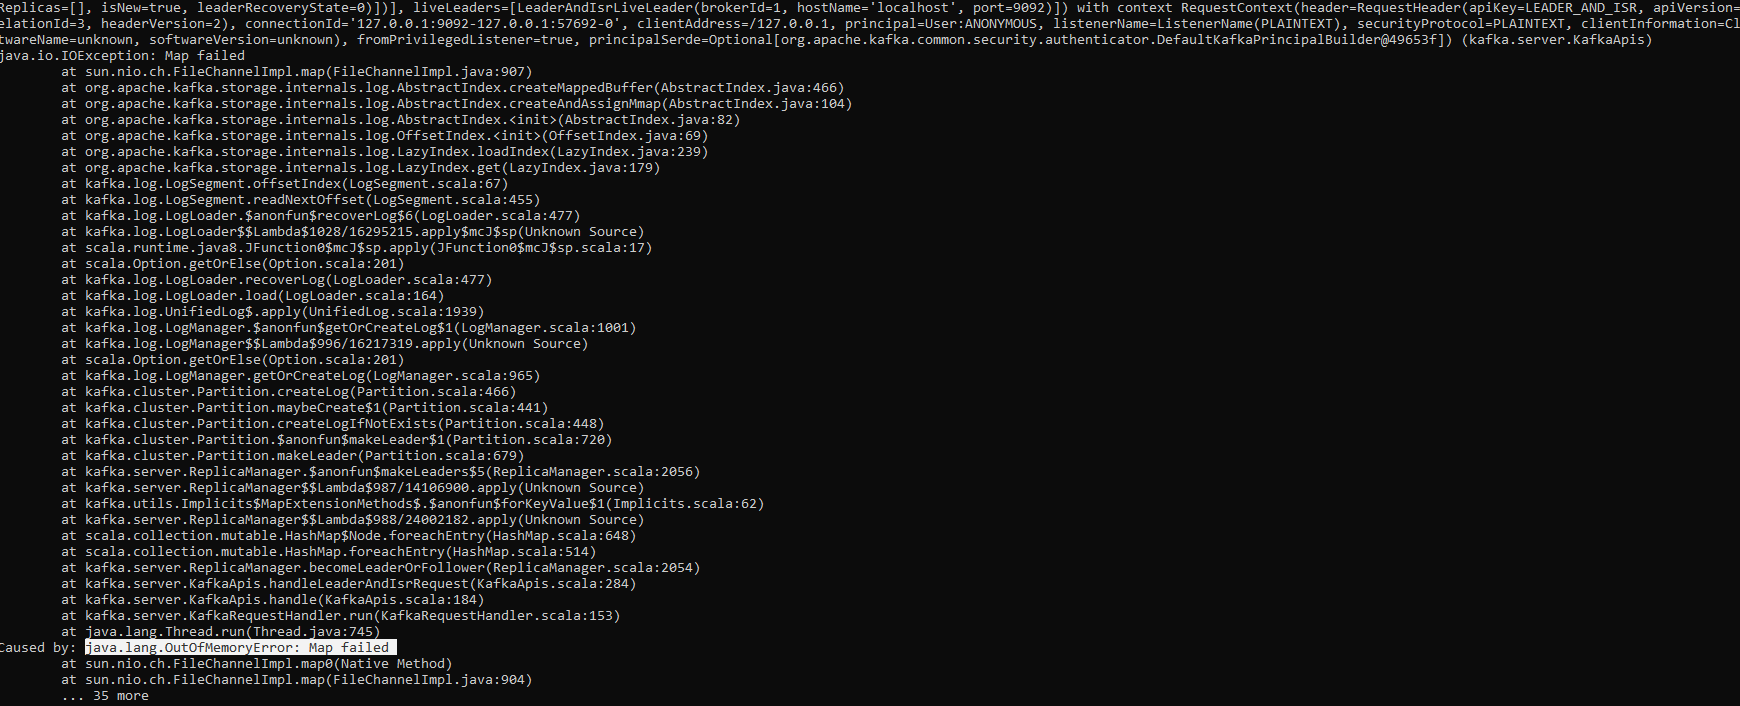 Replicas=[], isNew=true, leaderRecoveryState=0)])], liveLeaders=[LeaderAndIsrLiveLeader(brokerId=1, hostName='localhost', port=9092)]) with context RequestContext(header=RequestHeader(apiKey=LEADER_AND_ISR, apiVersion=
elationId=3, headerVersion=2), connectionId='127.0.0.1:9092-127.0.0.1:57692-0', clientAddress=/127.0.0.1, principal=User:ANONYMOUS, listenerName=ListenerName(PLAINTEXT), securityProtocol=PLAINTEXT, clientInformation=Cl
twareName=unknown, softwareVersion=unknown), fromPrivilegedListener=true, principalSerde=Optional[org.apache.kafka.common.security.authenticator.DefaultKafkaPrincipalBuilder@49653f]) (kafka.server.KafkaApis)
java.io.IOException: Map failed
at sun.nio.ch.FileChannelImpl.map(FileChannelImpl.java:907)
at org.apache.kafka.storage.internals.log.AbstractIndex.createMappedBuffer(AbstractIndex.java:466)
at org.apache.kafka.storage.internals.log.AbstractIndex.createAndAssignMmap(AbstractIndex.java:104)
at org.apache.kafka.storage.internals.log.AbstractIndex.<init>(AbstractIndex.java:82)
at org.apache.kafka.storage.internals.log.OffsetIndex.<init>(OffsetIndex.java:69)
at org.apache.kafka.storage.internals.log.LazyIndex.loadIndex(LazyIndex.java:239)
at org.apache.kafka.storage.internals.log.LazyIndex.get(LazyIndex.java:179)
at kafka.log.LogSegment.offsetIndex(LogSegment.scala:67)
at kafka.log.LogSegment.readNextOffset(LogSegment.scala:455)
at kafka.log.LogLoader.$anonfun$recoverLog$6(LogLoader.scala:477)
at kafka.log.LogLoader$$Lambda$1028/16295215.apply$mcJ$sp(Unknown Source)
at scala.runtime.java8.JFunction0$mcJ$sp.apply(JFunction0$mcJ$sp.scala:17)
at scala.Option.getOrElse(Option.scala:201)
at kafka.log.LogLoader.recoverLog(LogLoader.scala:477)
at kafka.log.LogLoader.load(LogLoader.scala:164)
at kafka.log.UnifiedLog$.apply(UnifiedLog.scala:1939)
at kafka.log.LogManager.$anonfun$getOrCreateLog$1(LogManager.scala:1001)
at kafka.log.LogManager$$Lambda$996/16217319.apply(Unknown Source)
at scala.Option.getOrElse(Option.scala:201)
at kafka.log.LogManager.getOrCreateLog(LogManager.scala:965)
at kafka.cluster.Partition.createLog(Partition.scala:466)
at kafka.cluster.Partition.maybeCreate$1(Partition.scala:441)
at kafka.cluster.Partition.createLogIfNotExists(Partition.scala:448)
at kafka.cluster.Partition.$anonfun$makeLeader$1(Partition.scala:720)
at kafka.cluster.Partition.makeLeader(Partition.scala:679)
at kafka.server.ReplicaManager.$anonfun$makeLeaders$5(ReplicaManager.scala:2056)
at kafka.server.ReplicaManager$$Lambda$987/14106900.apply(Unknown Source)
at kafka.utils.Implicits$MapExtensionMethods$.$anonfun$forKeyValue$1(Implicits.scala:62)
at kafka.server.ReplicaManager$$Lambda$988/24002182.apply(Unknown Source)
at scala.collection.mutable.HashMap$Node.foreachEntry(HashMap.scala:648)
at scala.collection.mutable.HashMap.foreachEntry(HashMap.scala:514)
at kafka.server.ReplicaManager.becomeLeaderOrFollower(ReplicaManager.scala:2054)
at kafka.server.KafkaApis.handleLeaderAndIsrRequest(KafkaApis.scala:284)
at kafka.server.KafkaApis.handle(KafkaApis.scala:184)
at kafka.server.KafkaRequestHandler.run(KafkaRequestHandler.scala:153)
at java.lang.Thread.run(Thread.java:745)
Caused by: java.lang.OutOfMemoryError: Map failed
at sun.nio.ch.FileChannelImpl.map0(Native Method)
at sun.nio.ch.FileChannelImpl.map(FileChannelImpl.java:904)
... 35 more